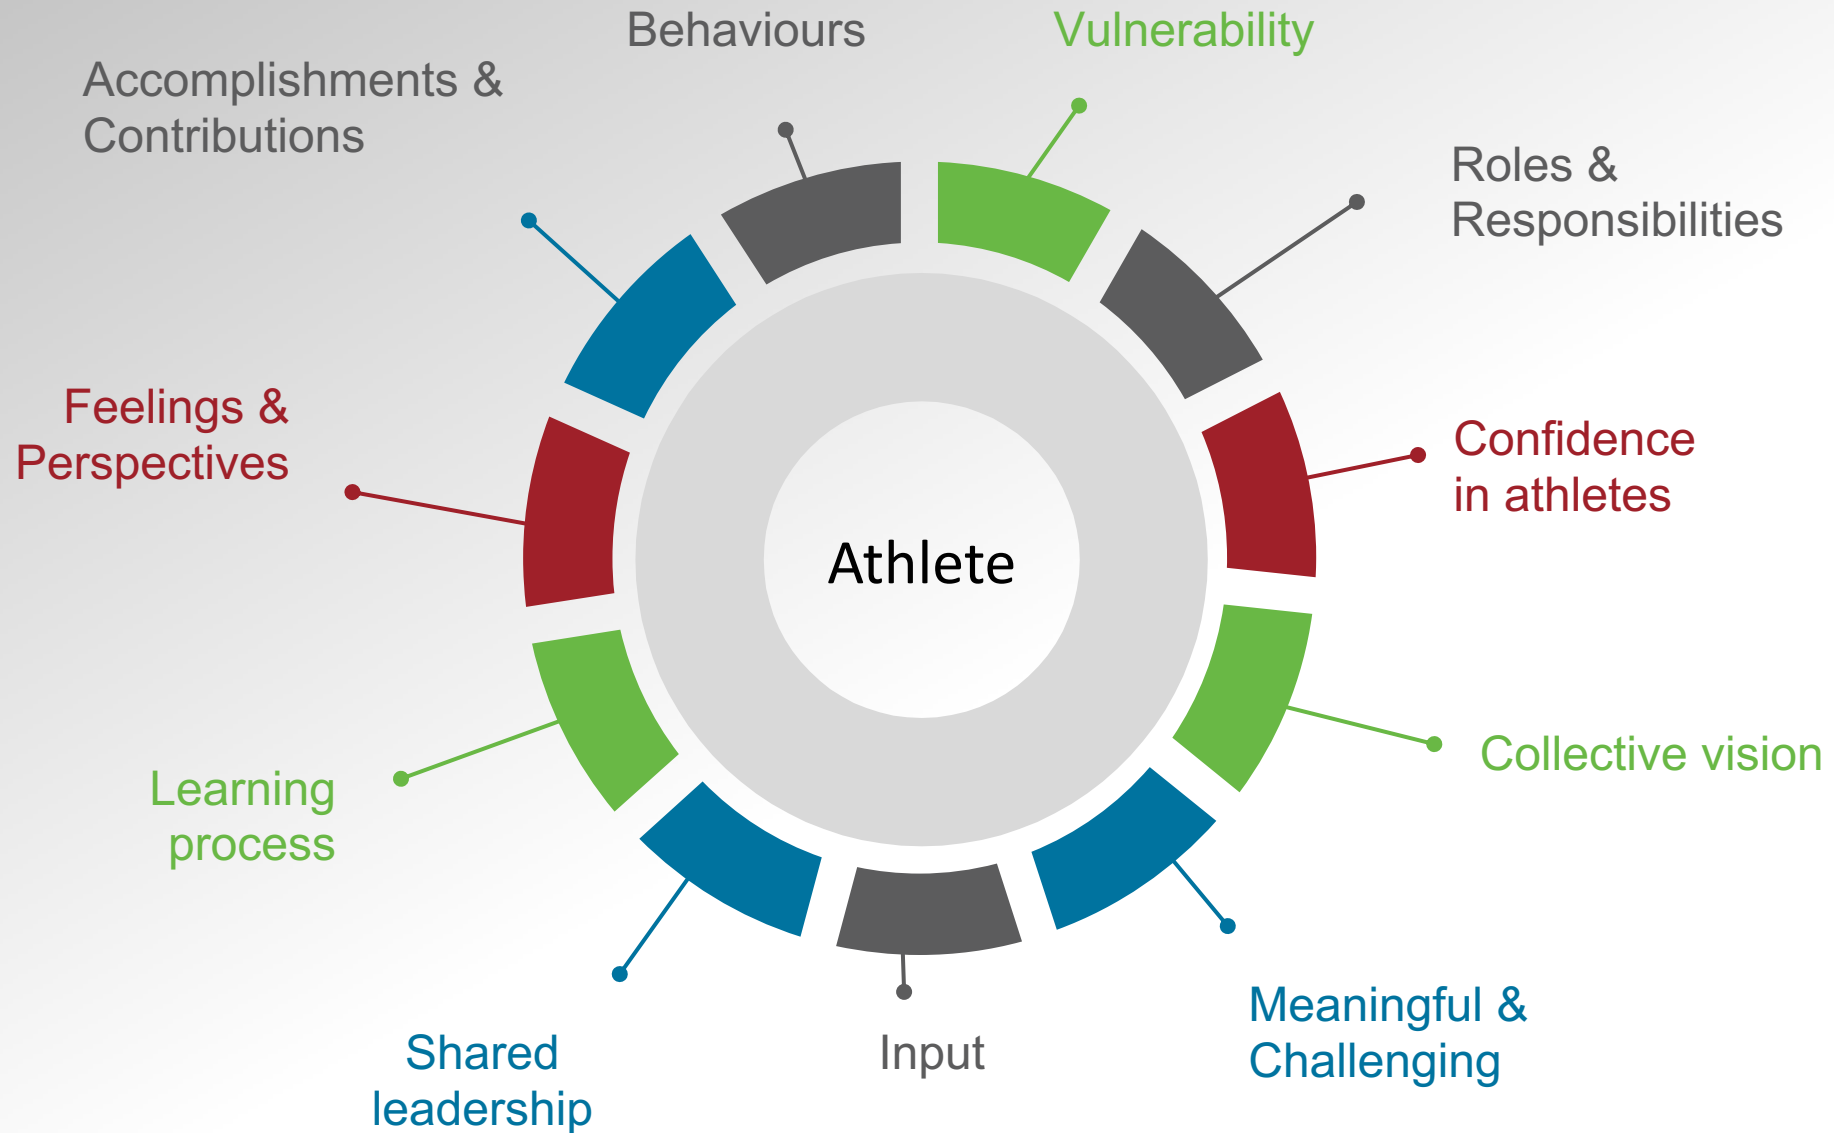 Behaviours
Vulnerability
Accomplishments &
Contributions
Roles &
Responsibilities
Feelings &
Perspectives
Confidence
in athletes
Athlete
Collective vision
Learning
process
Meaningful &
Challenging
Input
Shared
leadership